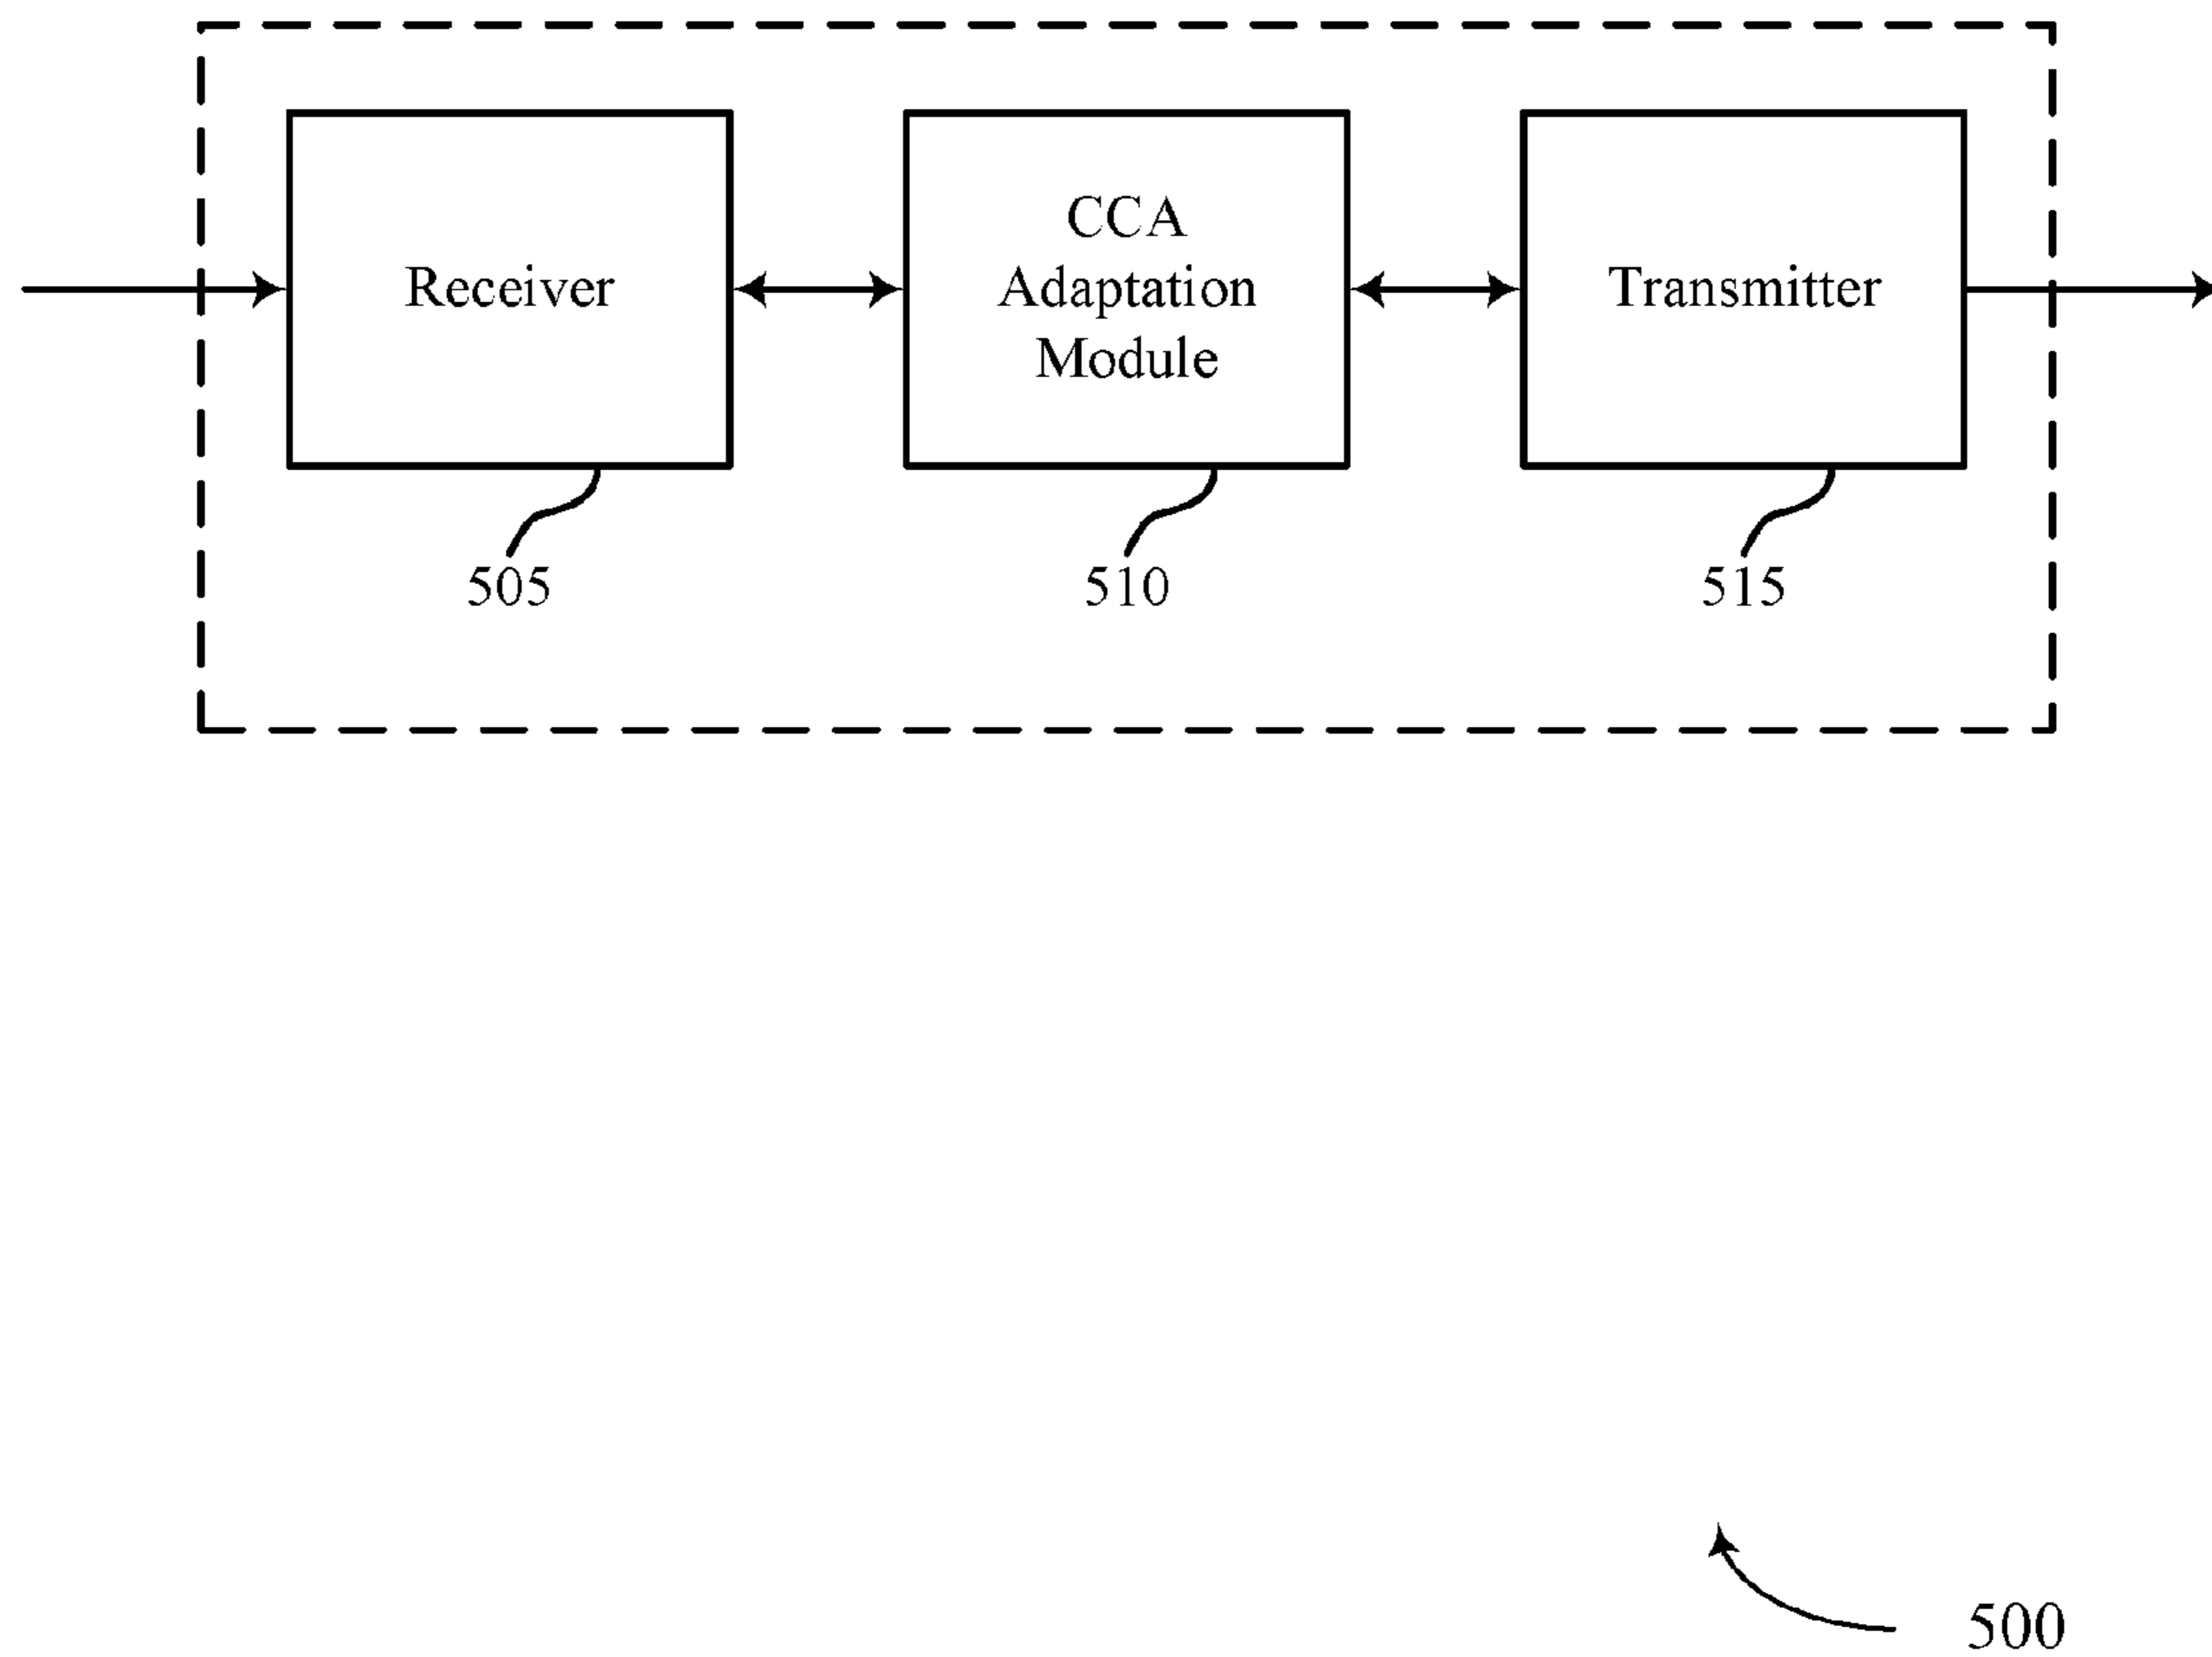 Receiver
CCA
Adaptation
Module
Transmitter
505
510
515
500